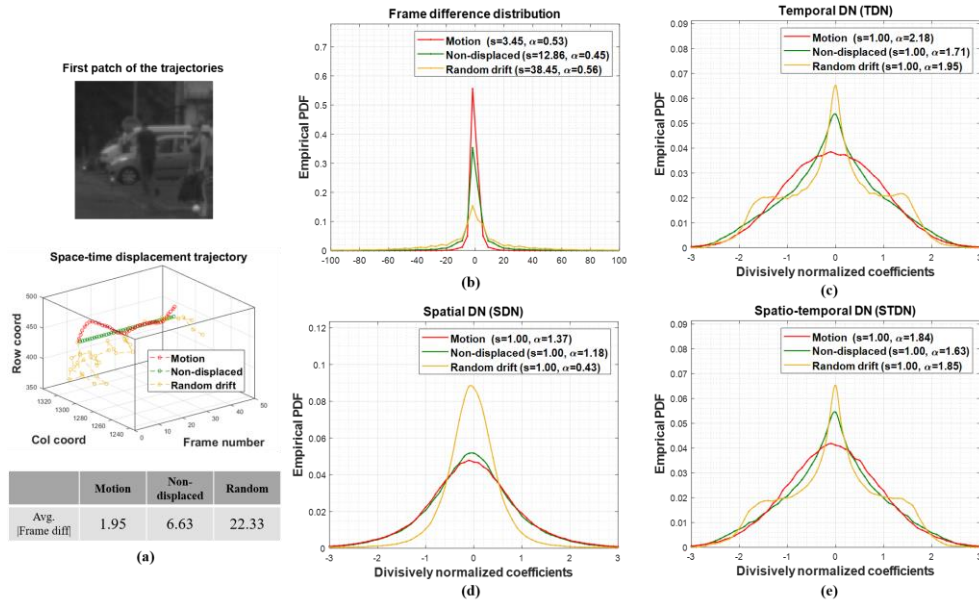 First patch of the trajectories
Space-time displacement trajectory
Row coord
500
450
400
350
1320
1300
1280
1260
1240
Col coord
0
10
20
30
40
50
Frame number
Motion
Non-displaced
Random drift
Motion Non-displaced Random
Avg. |Frame diff| 1.95 6.63 22.33
(a)
Frame difference distribution
Motion (s=3.45, α=0.53)
Non-displaced (s=12.86, α=0.45)
Random drift (s=38.45, α=0.56)
Empirical PDF
0.7
0.6
0.5
0.4
0.3
0.2
0.1
0
-100 -80 -60 -40 -20 0 20 40 60 80 100
(b)
Temporal DN (TDN)
Motion (s=1.00, α=2.18)
Non-displaced (s=1.00, α=1.71)
Random drift (s=1.00, α=1.95)
Empirical PDF
0.09
0.08
0.07
0.06
0.05
0.04
0.03
0.02
0.01
0
-3 -2 -1 0 1 2 3
Divisively normalized coefficients
(c)
Spatial DN (SDN)
Motion (s=1.00, α=1.37)
Non-displaced (s=1.00, α=1.18)
Random drift (s=1.00, α=0.43)
Empirical PDF
0.12
0.1
0.08
0.06
0.04
0.02
0
-3 -2 -1 0 1 2 3
Divisively normalized coefficients
(d)
Spatio-temporal DN (STDN)
Motion (s=1.00, α=1.84)
Non-displaced (s=1.00, α=1.63)
Random drift (s=1.00, α=1.85)
Empirical PDF
0.09
0.08
0.07
0.06
0.05
0.04
0.03
0.02
0.01
0
-3 -2 -1 0 1 2 3
Divisively normalized coefficients
(e)